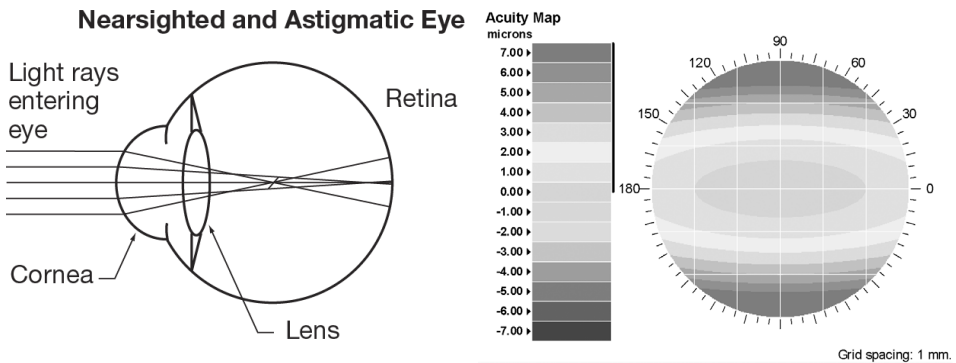 Nearsighted and Astigmatic Eye
Light rays
entering
eye
Retina
Cornea
Lens
Acuity Map
microns
7.00
6.00
5.00
4.00
3.00
2.00
1.00
0.00
-1.00
-2.00
-3.00
-4.00
-5.00
-6.00
-7.00
90
120
60
150
30
180
0
Grid spacing: 1 mm.